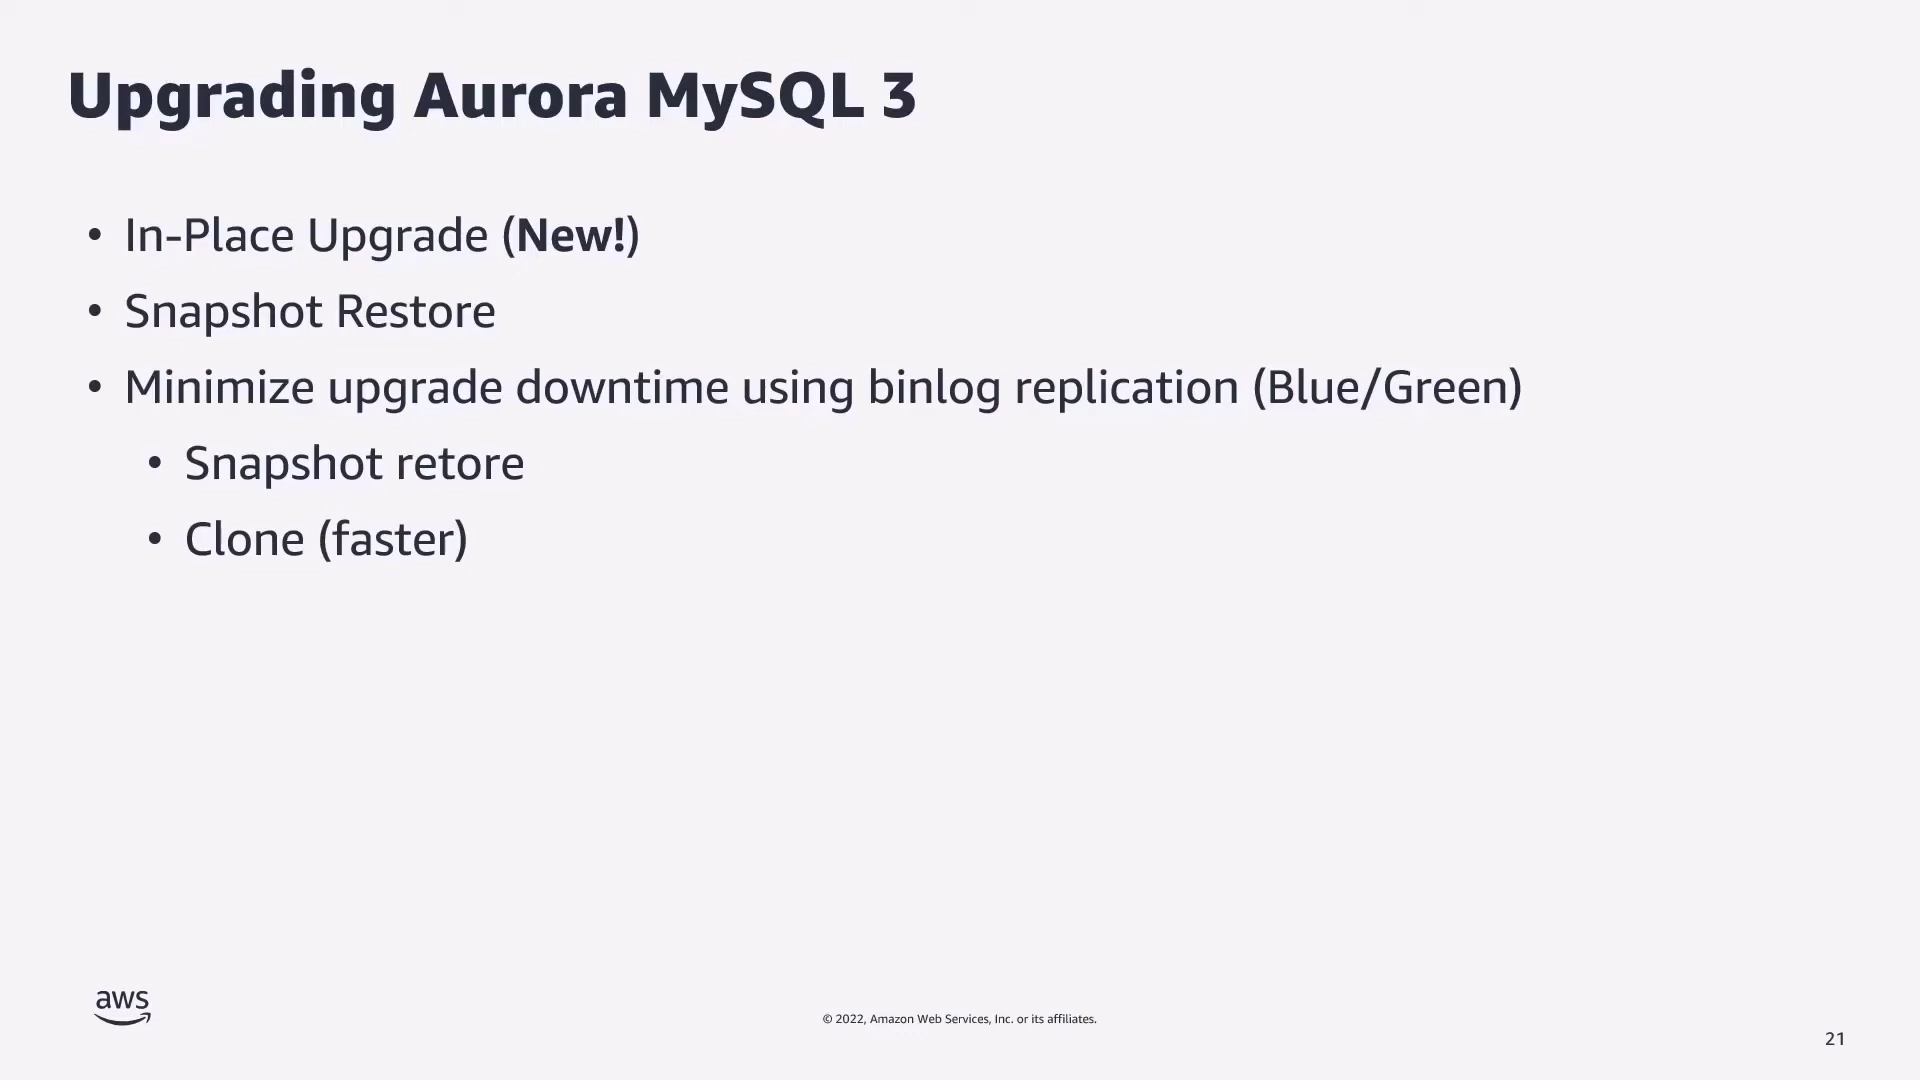 Upgrading Aurora MySQL 3
• In-Place Upgrade (New!)
• Snapshot Restore
• Minimize upgrade downtime using binlog replication (Blue/Green)
• Snapshot retore
• Clone (faster)
aws
© 2022, Amazon Web Services, Inc. or its affiliates.
21